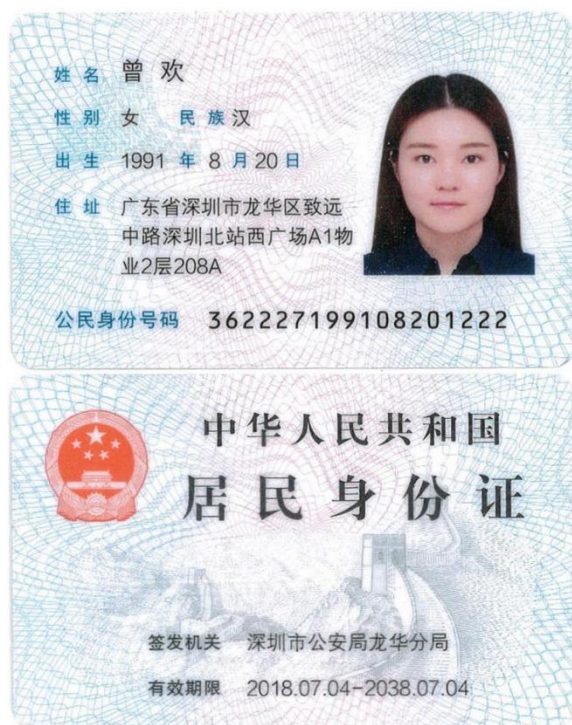 姓名 曾欢
性别 女 民族 汉
出生 1991 年 8 月 20 日
住址 广东省深圳市龙华区致远
中路深圳北站西广场A1物
业2层208A
公民身份号码 362227199108201222
中华人民共和国
居民身份证
签发机关 深圳市公安局龙华分局
有效期限 2018.07.04-2038.07.04